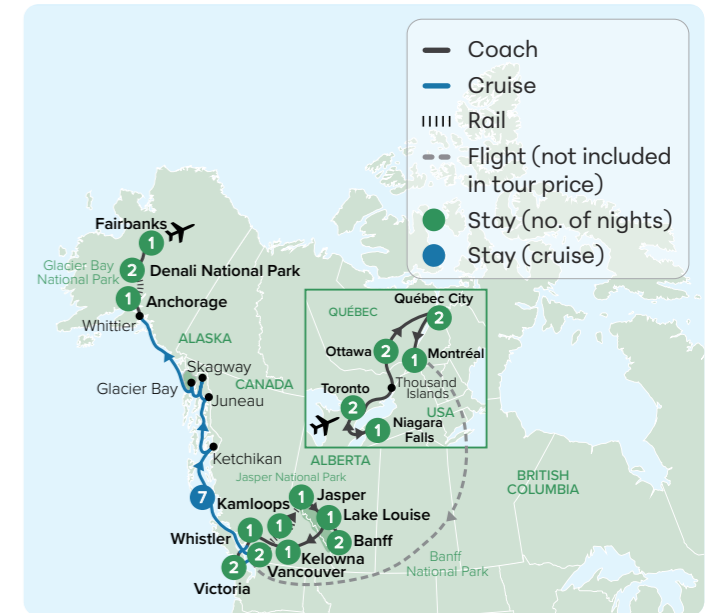 Coach
Cruise
Rail
Flight (not included
in tour price)
Stay (no. of nights)
Stay (cruise)
Fairbanks
1
Glacier Bay
National Park
2
Denali National Park
1
Anchorage
Whittier
ALASKA
Skagway
Glacier Bay
CANADA
Juneau
Ketchikan
QUÉBEC
Québec City
2
Ottawa
2
1
Montréal
Toronto
Thousand
Islands
2
USA
1
Niagara
Falls
ALBERTA
Jasper National Park
BRITISH
COLUMBIA
7
Kamloops
1
Jasper
1
1
Lake Louise
Whistler
1
2
Banff
2
1
Kelowna
Vancouver
2
Victoria
Banff
National Park